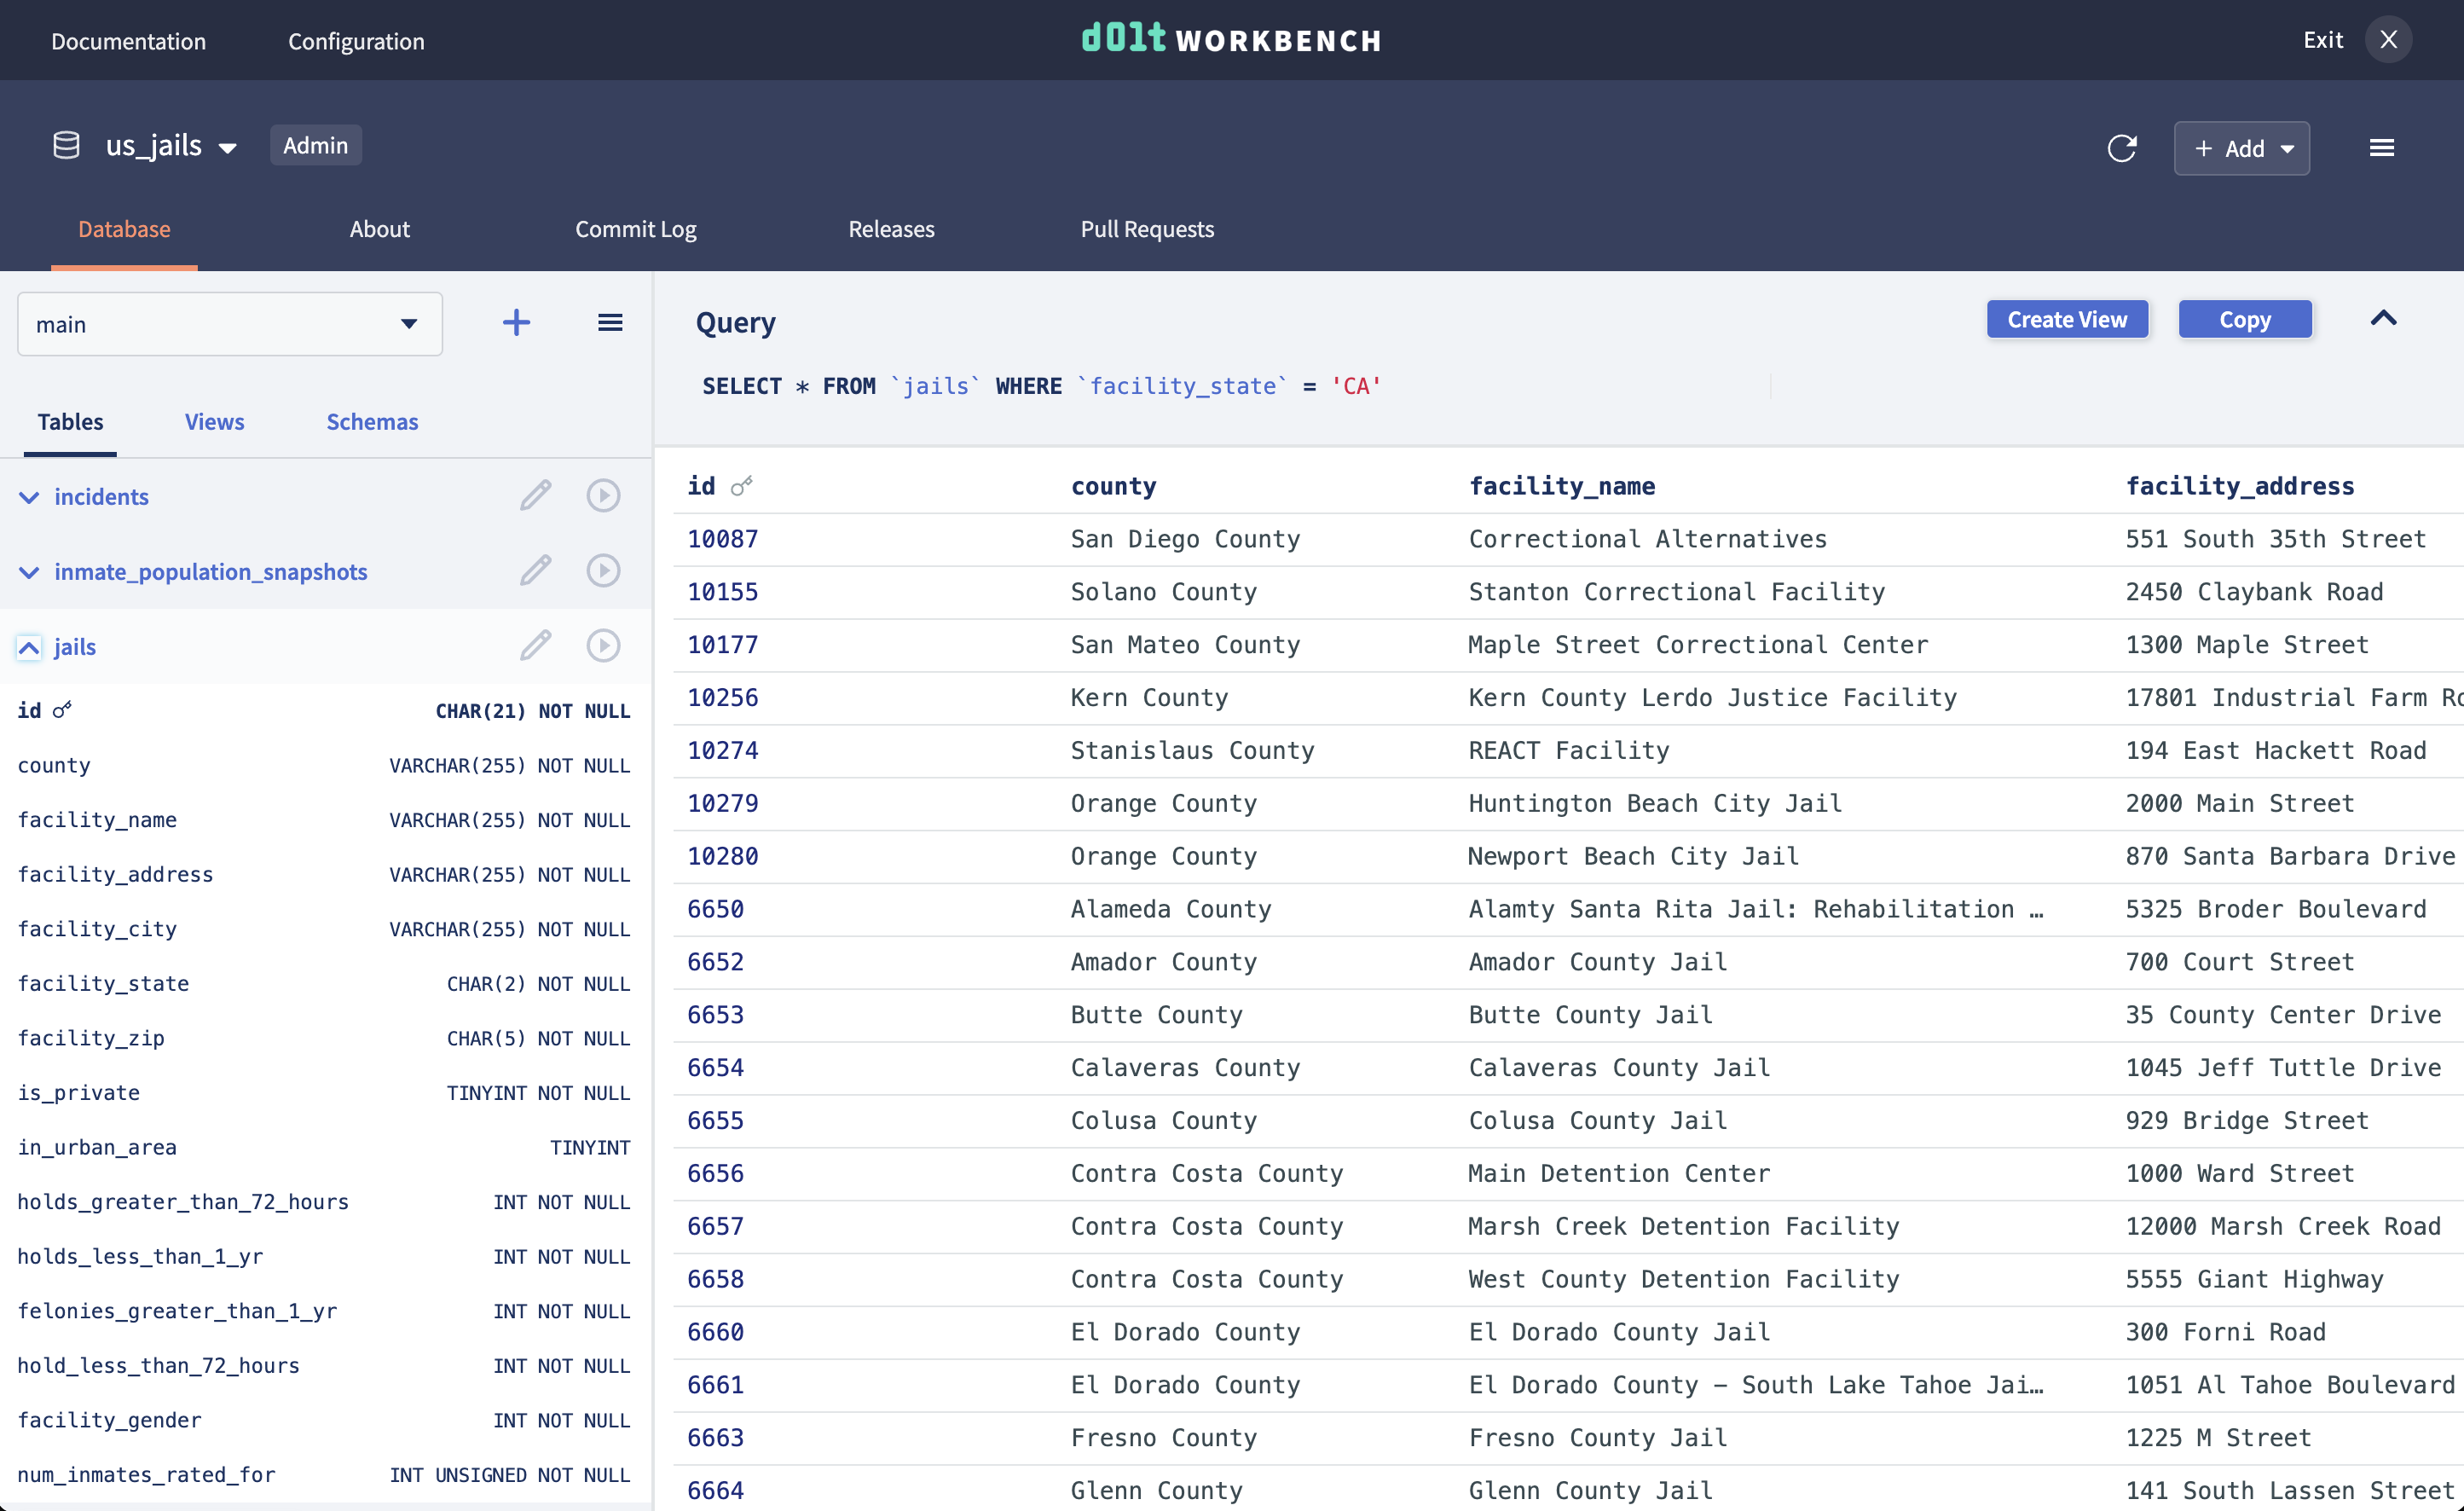 Documentation Configuration dolt WORKBENCH Exit X
us_jails Admin + Add
Database About Commit Log Releases Pull Requests
main
Tables Views Schemas
incidents
inmate_population_snapshots
jails
id CHAR(21) NOT NULL
county VARCHAR(255) NOT NULL
facility_name VARCHAR(255) NOT NULL
facility_address VARCHAR(255) NOT NULL
facility_city VARCHAR(255) NOT NULL
facility_state CHAR(2) NOT NULL
facility_zip CHAR(5) NOT NULL
is_private TINYINT NOT NULL
in_urban_area TINYINT
holds_greater_than_72_hours INT NOT NULL
holds_less_than_1_yr INT NOT NULL
felonies_greater_than_1_yr INT NOT NULL
hold_less_than_72_hours INT NOT NULL
facility_gender INT NOT NULL
num_inmates_rated_for INT UNSIGNED NOT NULL
Query Create View Copy
SELECT * FROM `jails` WHERE `facility_state` = 'CA'
id county facility_name facility_address
10087 San Diego County Correctional Alternatives 551 South 35th Street
10155 Solano County Stanton Correctional Facility 2450 Claybank Road
10177 San Mateo County Maple Street Correctional Center 1300 Maple Street
10256 Kern County Kern County Lerdo Justice Facility 17801 Industrial Farm
10274 Stanislaus County REACT Facility 194 East Hackett Road
10279 Orange County Huntington Beach City Jail 2000 Main Street
10280 Orange County Newport Beach City Jail 870 Santa Barbara Drive
6650 Alameda County Alamty Santa Rita Jail: Rehabilitation … 5325 Broder Boulevard
6652 Amador County Amador County Jail 700 Court Street
6653 Butte County Butte County Jail 35 County Center Drive
6654 Calaveras County Calaveras County Jail 1045 Jeff Tuttle Drive
6655 Colusa County Colusa County Jail 929 Bridge Street
6656 Contra Costa County Main Detention Center 1000 Ward Street
6657 Contra Costa County Marsh Creek Detention Facility 12000 Marsh Creek Road
6658 Contra Costa County West County Detention Facility 5555 Giant Highway
6660 El Dorado County El Dorado County Jail 300 Forni Road
6661 El Dorado County El Dorado County – South Lake Tahoe Jai… 1051 Al Tahoe Boulevard
6663 Fresno County Fresno County Jail 1225 M Street
6664 Glenn County Glenn County Jail 141 South Lassen Street